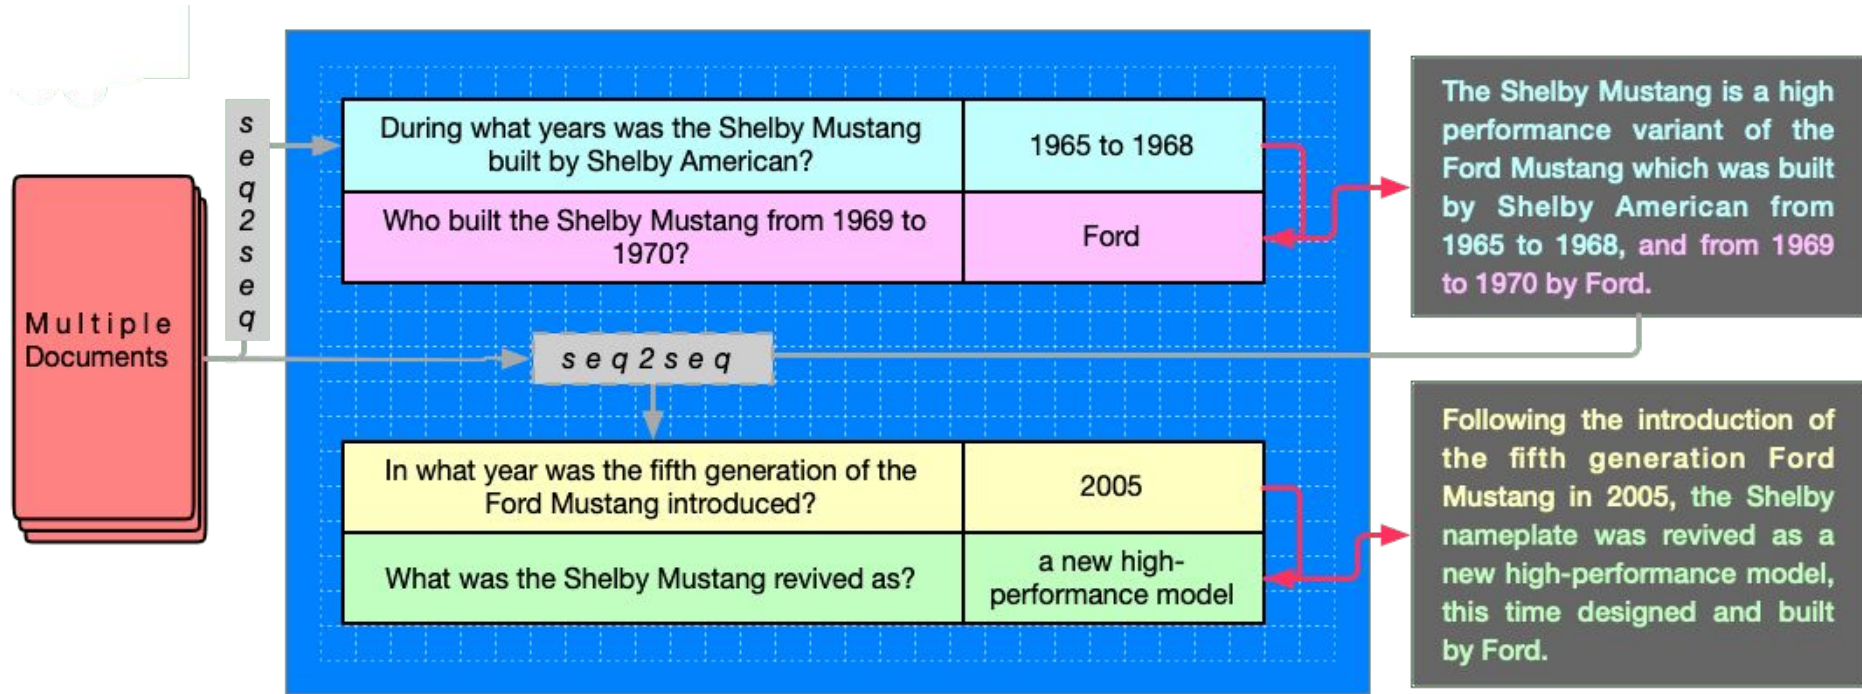 Multiple
Documents
seq2seq
During what years was the Shelby Mustang
built by Shelby American?
1965 to 1968
Who built the Shelby Mustang from 1969 to
1970?
Ford
The Shelby Mustang is a high
performance variant of the
Ford Mustang which was built
by Shelby American from
1965 to 1968, and from 1969
to 1970 by Ford.
seq2seq
In what year was the fifth generation of the
Ford Mustang introduced?
2005
What was the Shelby Mustang revived as?
a new high-
performance model
Following the introduction of
the fifth generation Ford
Mustang in 2005, the Shelby
nameplate was revived as a
new high-performance model,
this time designed and built
by Ford.